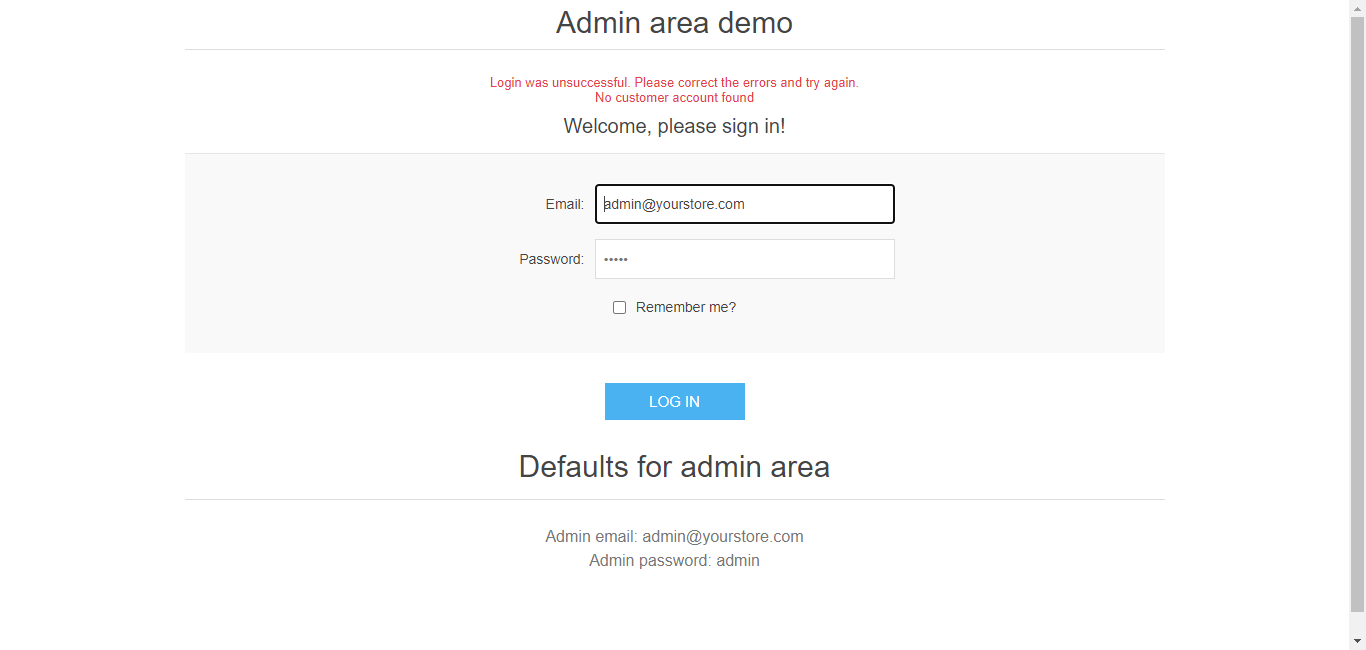 Admin area demo
Login was unsuccessful. Please correct the errors and try again.
No customer account found
Welcome, please sign in!
Email: admin@yourstore.com
Password: •••••
Remember me?
LOG IN
Defaults for admin area
Admin email: admin@yourstore.com
Admin password: admin